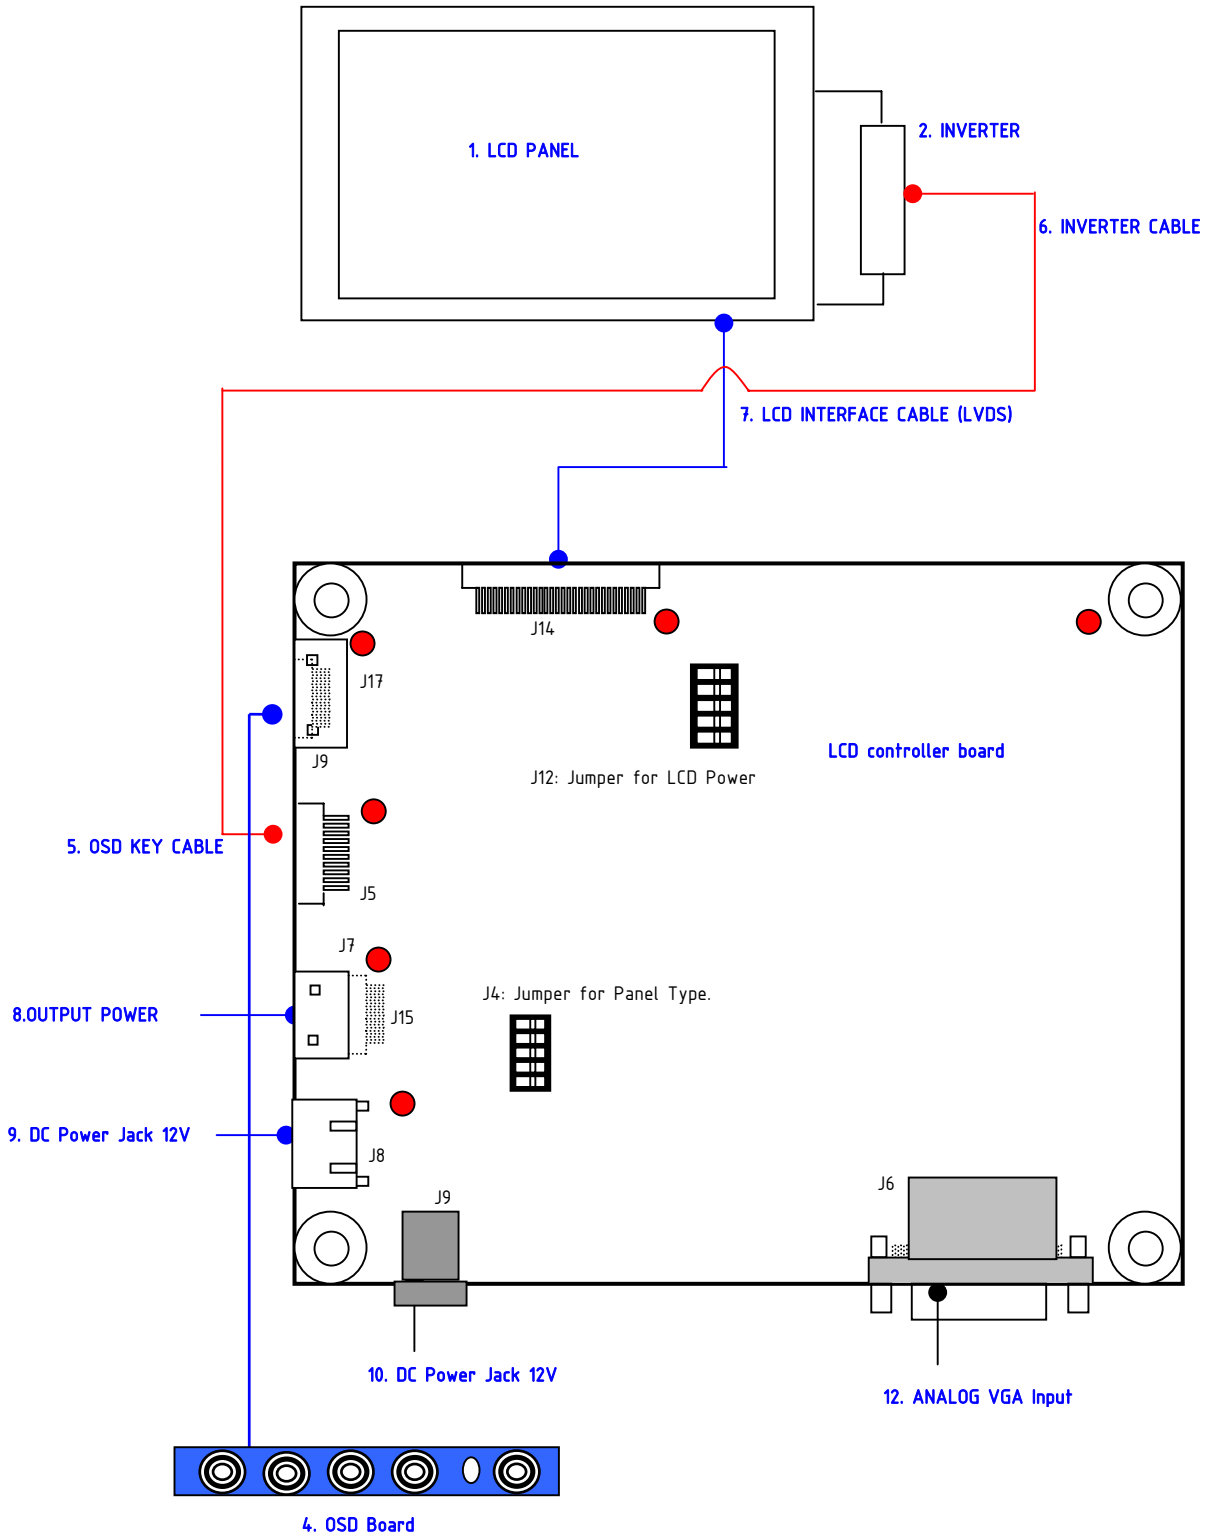 1. LCD PANEL
2. INVERTER
6. INVERTER CABLE
7. LCD INTERFACE CABLE (LVDS)
J14
J17
LCD controller board
J9
J12: Jumper for LCD Power
5. OSD KEY CABLE
J5
J7
J4: Jumper for Panel Type.
8.OUTPUT POWER
J15
9. DC Power Jack 12V
J8
J6
J9
10. DC Power Jack 12V
12. ANALOG VGA Input
4. OSD Board